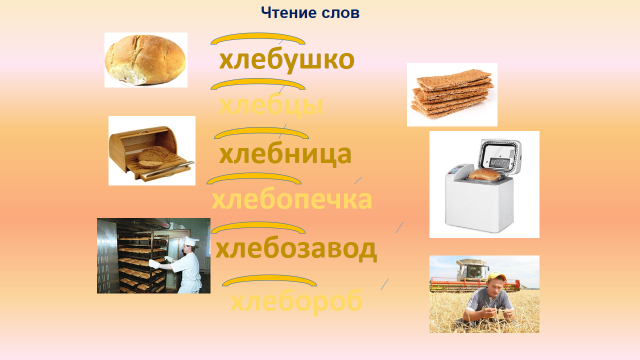 Чтение слов
хлебушко
хлебцы
хлебница
хлебопечка
хлебозавод
хлебороб